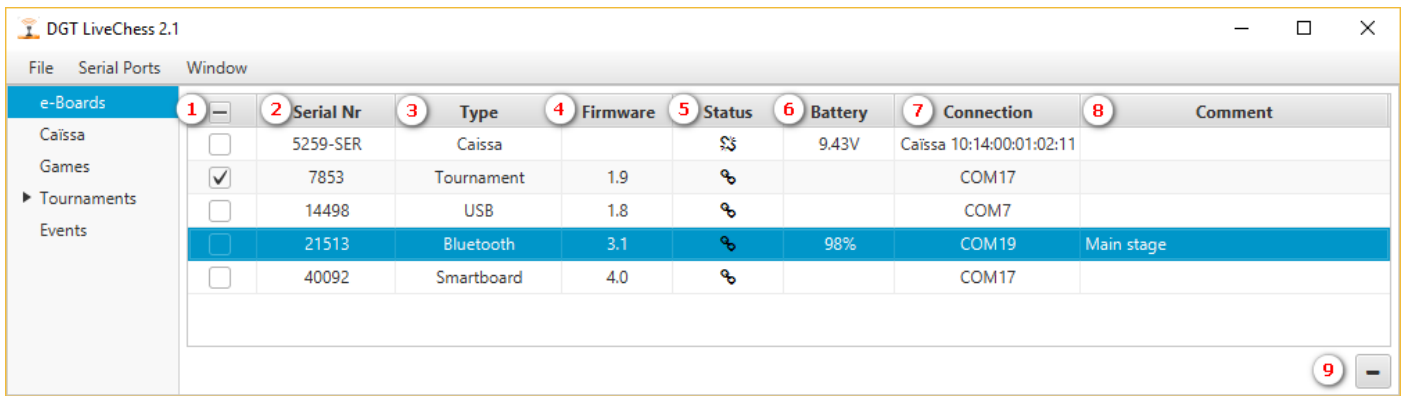 DGT LiveChess 2.1
File Serial Ports Window
e-Boards
Caïssa
Games
Tournaments
Events
1 2 Serial Nr 3 Type 4 Firmware 5 Status 6 Battery 7 Connection 8 Comment
5259-SER Caissa 9.43V Caïssa 10:14:00:01:02:11
7853 Tournament 1.9 COM17
14498 USB 1.8 COM7
21513 Bluetooth 3.1 98% COM19 Main stage
40092 Smartboard 4.0 COM17
9